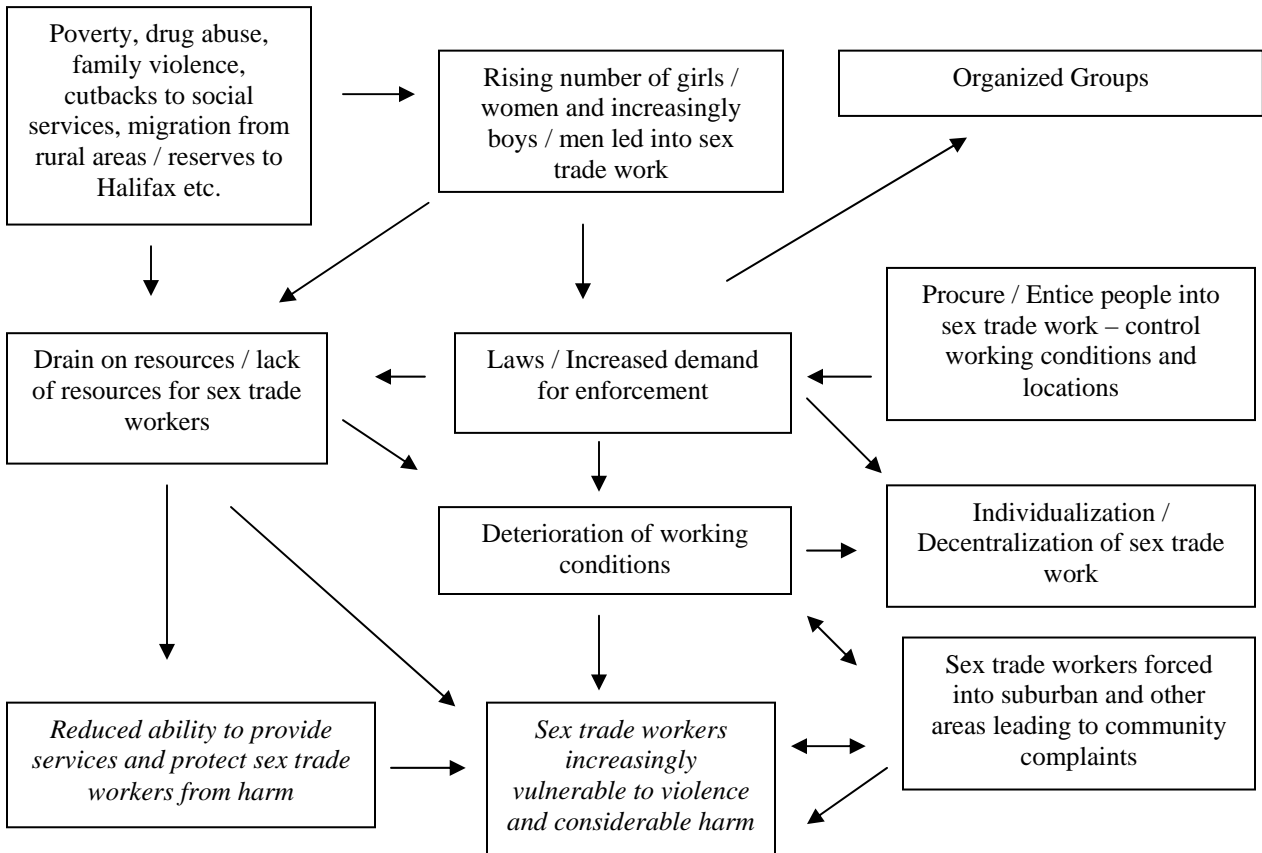 Poverty, drug abuse,
family violence,
cutbacks to social
services, migration from
rural areas / reserves to
Halifax etc.
Rising number of girls /
women and increasingly
boys / men led into sex
trade work
Organized Groups
Procure / Entice people into
sex trade work – control
working conditions and
locations
Drain on resources / lack
of resources for sex trade
workers
Laws / Increased demand
for enforcement
Deterioration of working
conditions
Individualization /
Decentralization of sex trade
work
Sex trade workers forced
into suburban and other
areas leading to community
complaints
Reduced ability to provide
services and protect sex trade
workers from harm
Sex trade workers
increasingly
vulnerable to violence
and considerable harm